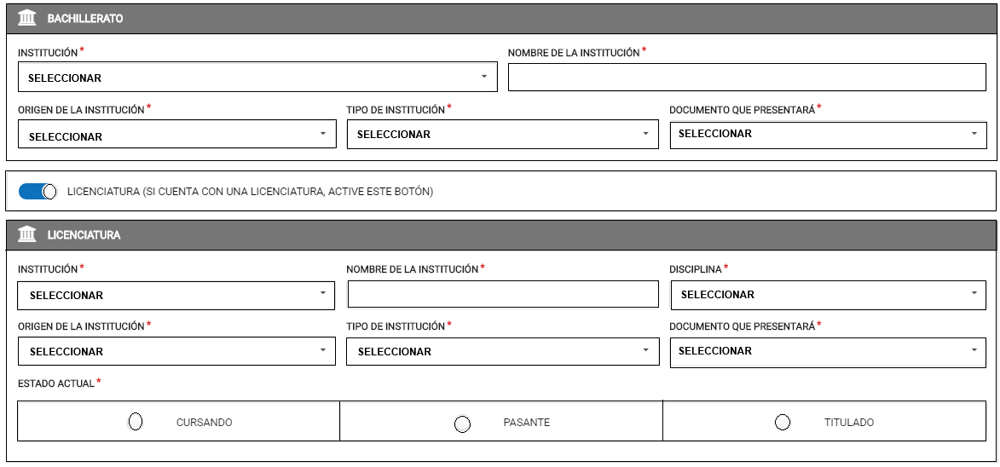 BACHILLERATO
INSTITUCIÓN * NOMBRE DE LA INSTITUCIÓN *
SELECCIONAR
ORIGEN DE LA INSTITUCIÓN * TIPO DE INSTITUCIÓN * DOCUMENTO QUE PRESENTARÁ *
SELECCIONAR SELECCIONAR SELECCIONAR
LICENCIATURA (SI CUENTA CON UNA LICENCIATURA, ACTIVE ESTE BOTÓN)
LICENCIATURA
INSTITUCIÓN * NOMBRE DE LA INSTITUCIÓN * DISCIPLINA *
SELECCIONAR SELECCIONAR
ORIGEN DE LA INSTITUCIÓN * TIPO DE INSTITUCIÓN * DOCUMENTO QUE PRESENTARÁ *
SELECCIONAR SELECCIONAR SELECCIONAR
ESTADO ACTUAL *
CURSANDO PASANTE TITULADO